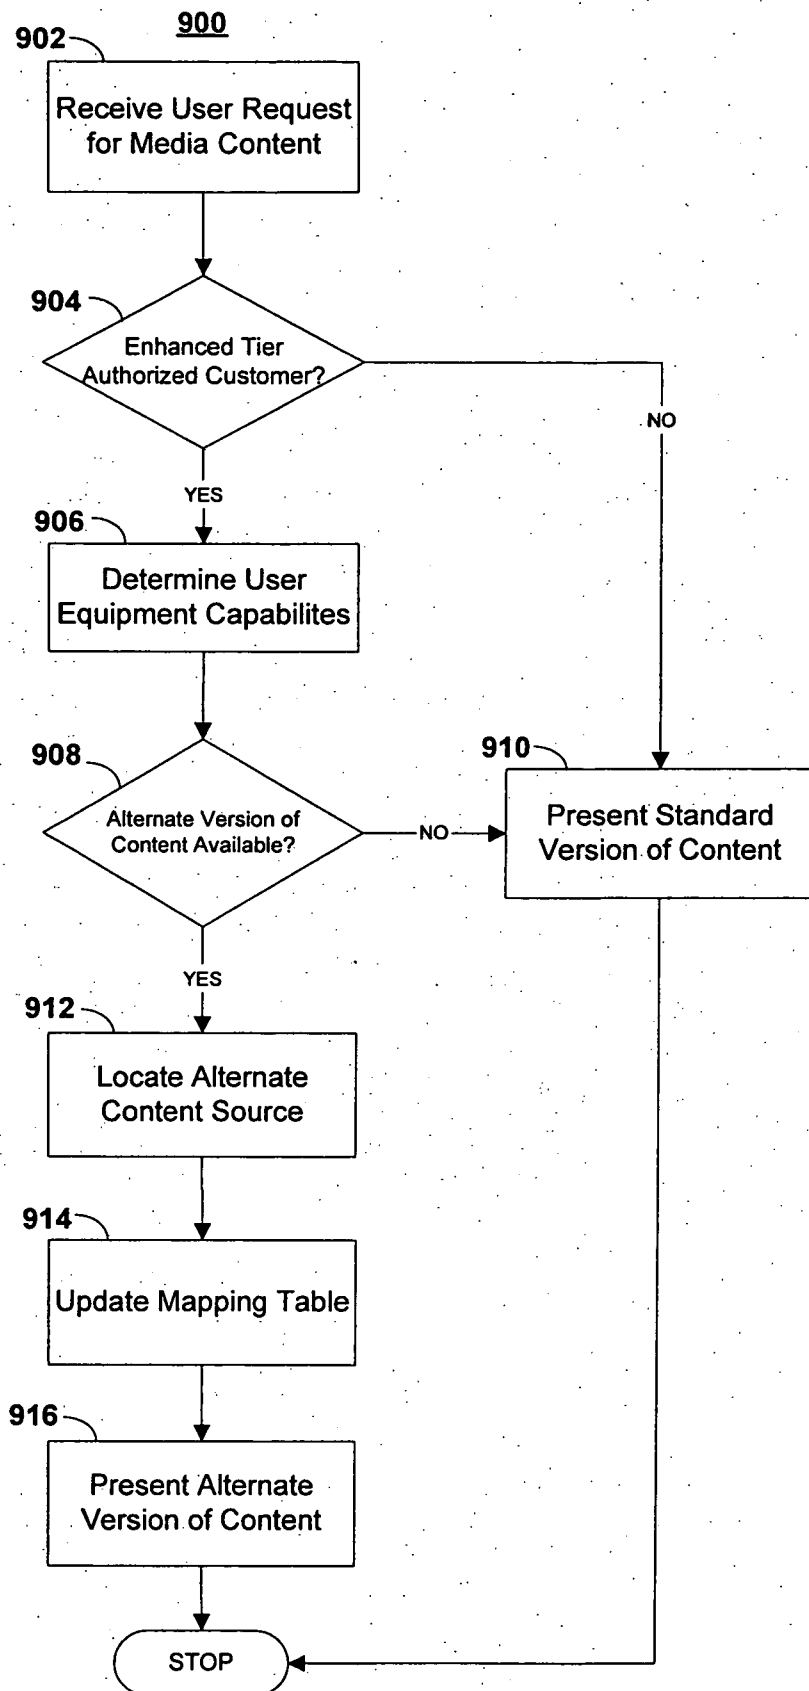 900
902
Receive User Request
for Media Content
904
Enhanced Tier
Authorized Customer?
NO
YES
906
Determine User
Equipment Capabilites
908
Alternate Version of
Content Available?
NO
910
Present Standard
Version of Content
YES
912
Locate Alternate
Content Source
914
Update Mapping Table
916
Present Alternate
Version of Content
STOP